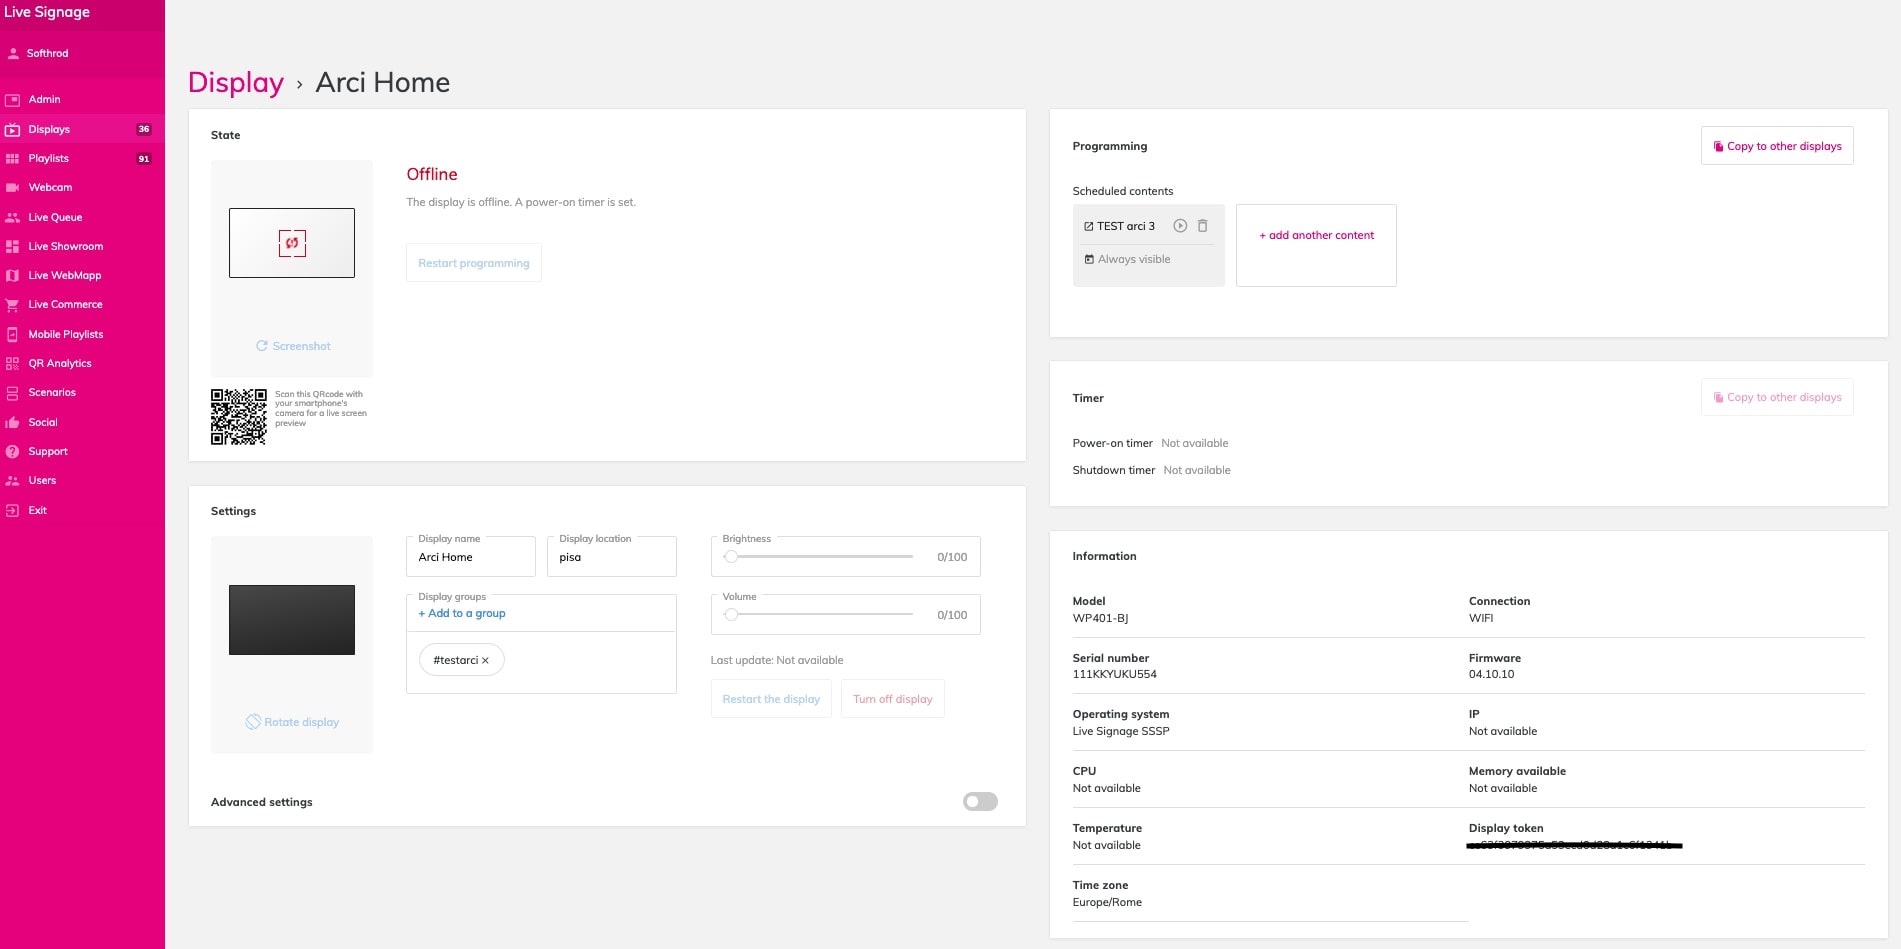 Live Signage
Softhrod
Admin
Displays 36
Playlists 91
Webcam
Live Queue
Live Showroom
Live WebMapp
Live Commerce
Mobile Playlists
QR Analytics
Scenarios
Social
Support
Users
Exit
Display › Arci Home
State
Offline
The display is offline. A power-on timer is set.
Restart programming
Screenshot
Scan this QRcode with
your smartphone's
camera for a live screen
preview
Settings
Display name
Arci Home
Display location
pisa
Display groups
+ Add to a group
#testarci ×
Brightness
0/100
Volume
0/100
Last update: Not available
Restart the display
Turn off display
Rotate display
Advanced settings
Programming
Copy to other displays
Scheduled contents
TEST arci 3
Always visible
+ add another content
Timer
Copy to other displays
Power-on timer Not available
Shutdown timer Not available
Information
Model
WP401-BJ
Connection
WIFI
Serial number
111KKYUKU554
Firmware
04.10.10
Operating system
Live Signage SSSP
IP
Not available
CPU
Not available
Memory available
Not available
Temperature
Not available
Display token
Time zone
Europe/Rome